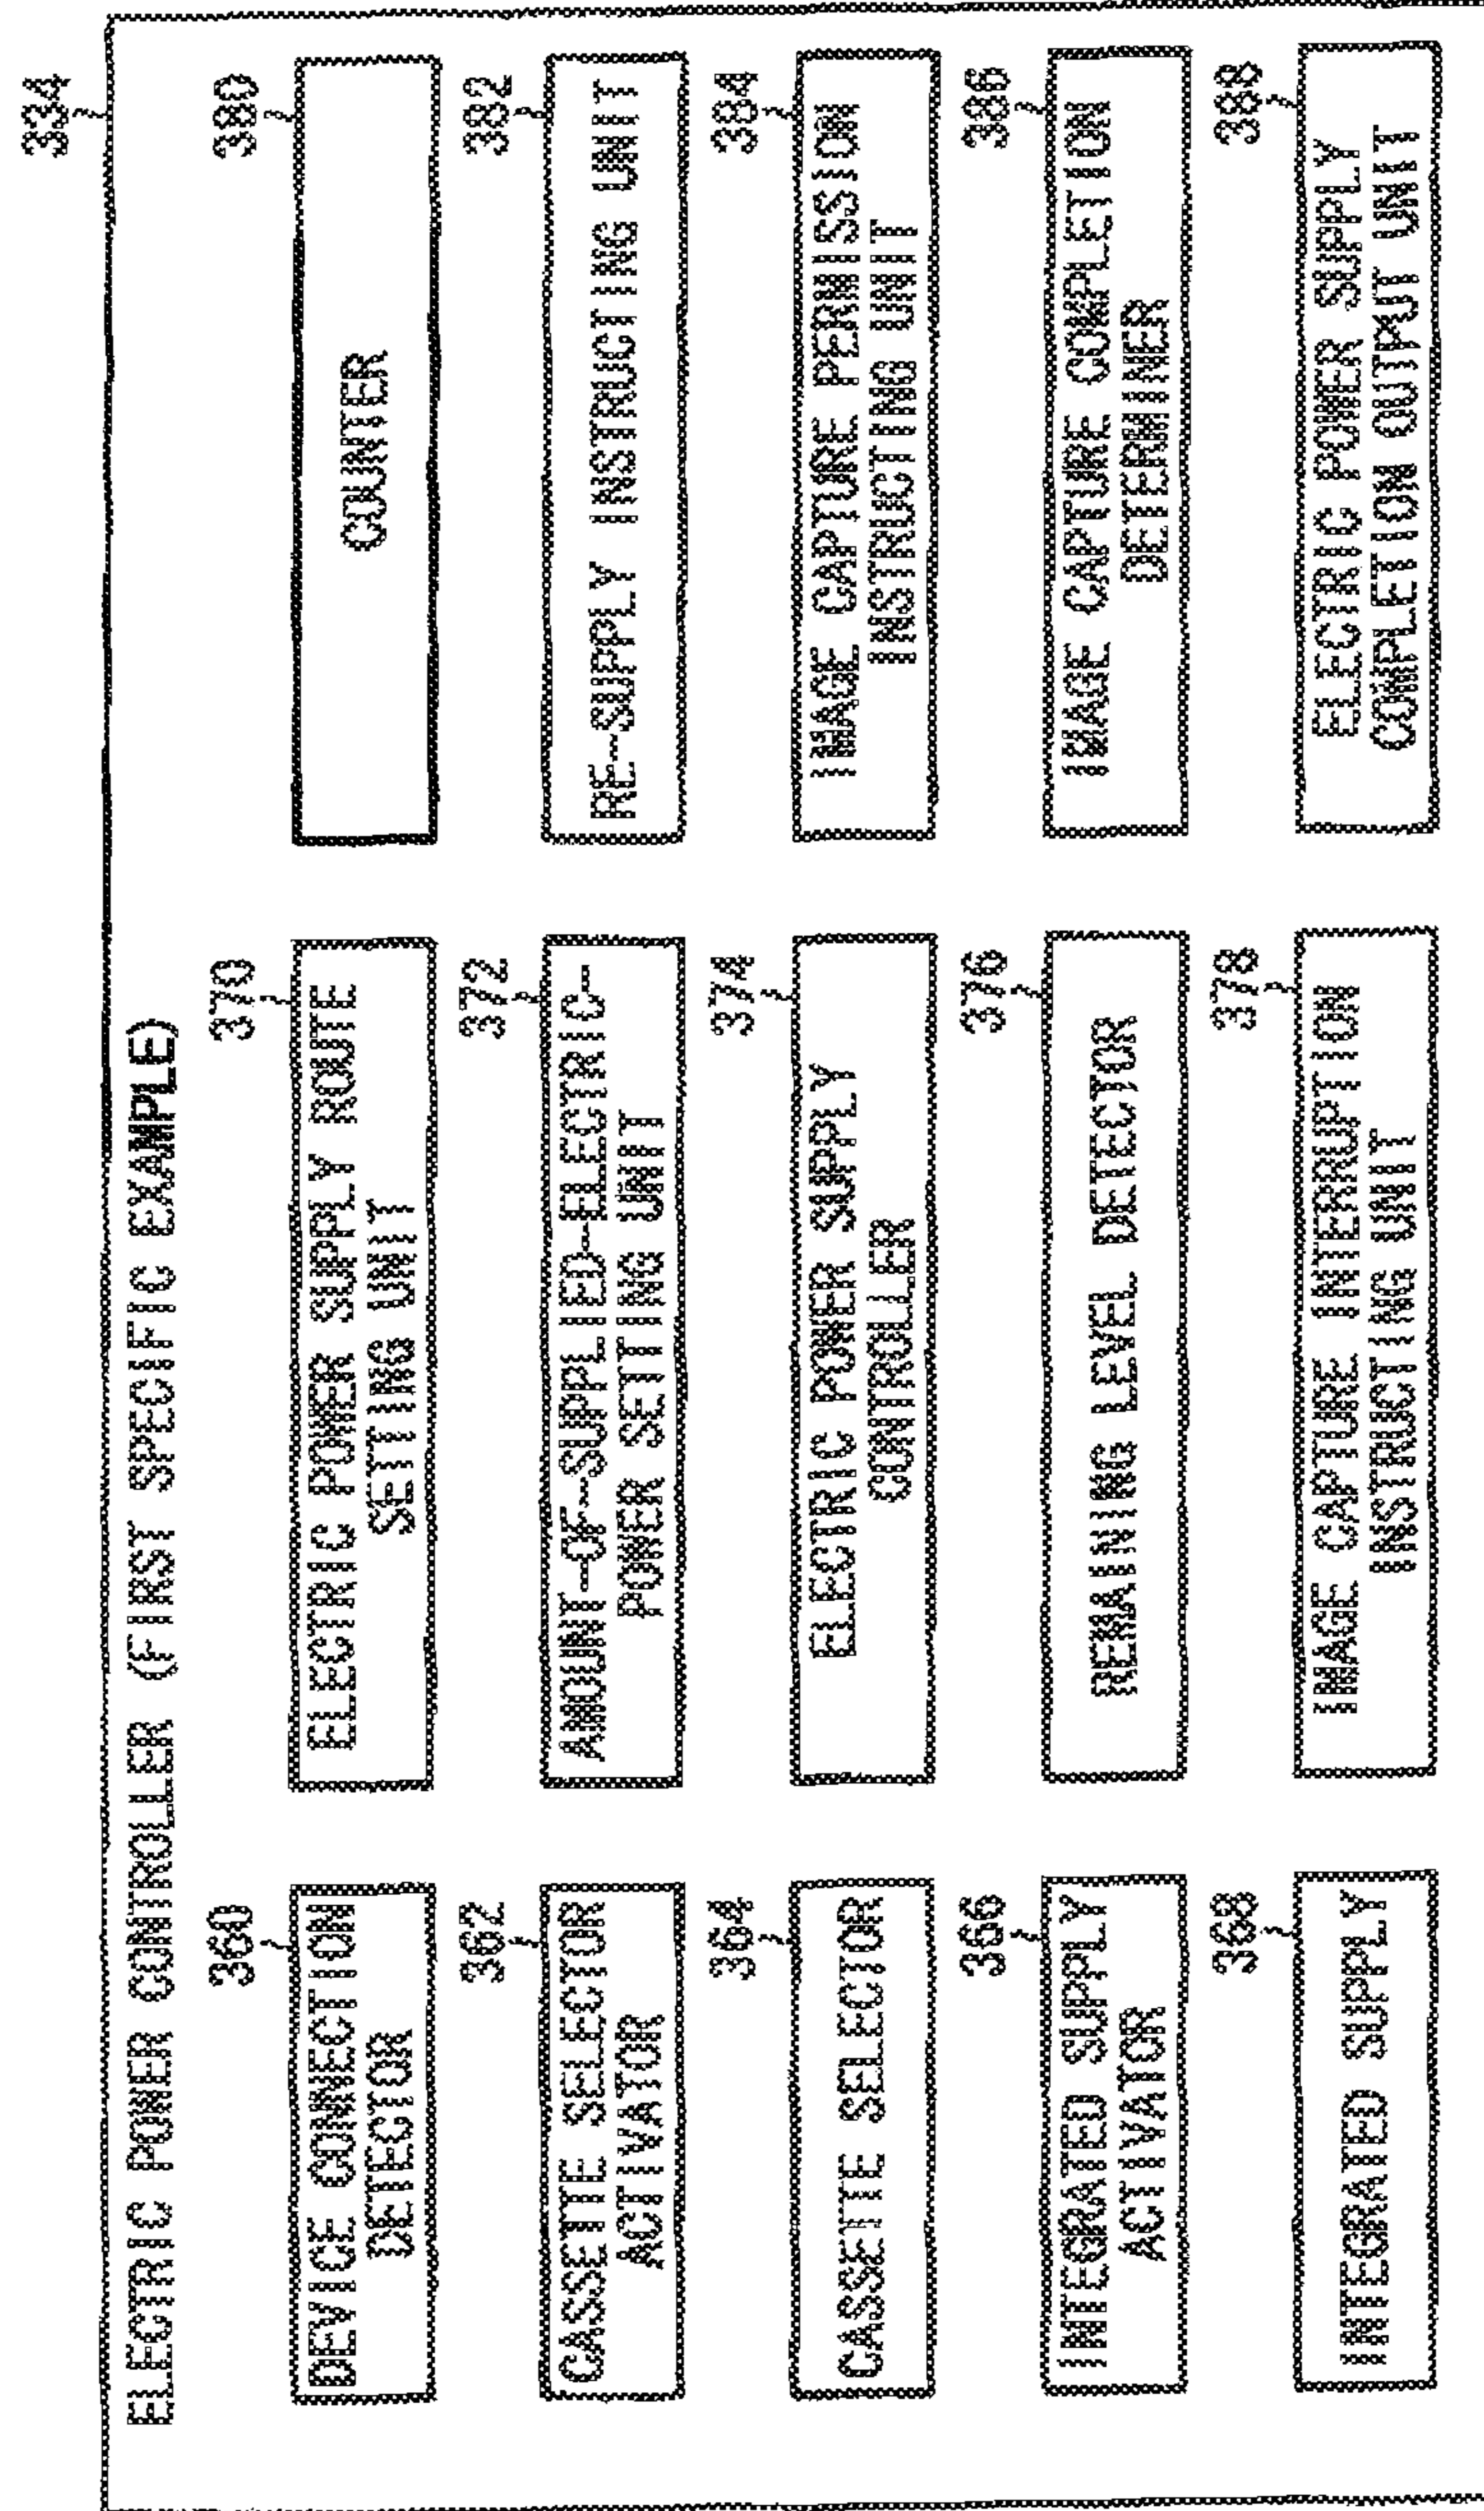 334
ELECTRIC POWER CONTROLLER (FIRST SPECIFIC EXAMPLE)
360
DEVICE CONNECTION
DETECTOR
370
ELECTRIC POWER SUPPLY ROUTE
SETTING UNIT
380
COUNTER
362
CASSETTE SELECTOR
ACTIVATOR
372
AMOUNT-OF-SUPPLIED-ELECTRIC-
POWER SETTING UNIT
382
RE-SUPPLY INSTRUCTING UNIT
364
CASSETTE SELECTOR
374
ELECTRIC POWER SUPPLY
CONTROLLER
384
IMAGE CAPTURE PERMISSION
INSTRUCTING UNIT
366
INTEGRATED SUPPLY
ACTIVATOR
376
REMAINING LEVEL DETECTOR
386
IMAGE CAPTURE COMPLETION
DETERMINER
368
INTEGRATED SUPPLY
378
IMAGE CAPTURE INTERRUPTION
INSTRUCTING UNIT
388
ELECTRIC POWER SUPPLY
COMPLETION OUTPUT UNIT